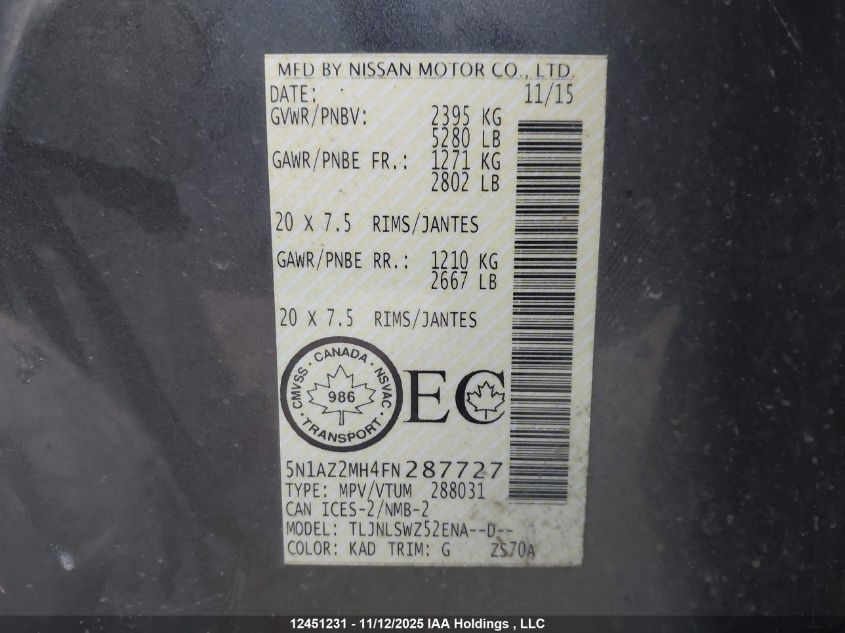 MFD BY NISSAN MOTOR CO., LTD.
DATE: 11/15
GVWR/PNBV: 2395 KG
5280 LB
GAWR/PNBE FR.: 1271 KG
2802 LB
20 X 7.5 RIMS/JANTES
GAWR/PNBE RR.: 1210 KG
2667 LB
20 X 7.5 RIMS/JANTES
CANADA
CMVSS 986 NSVAC
TRANSPORT
EC
5N1AZ2MH4FN287727
TYPE: MPV/VTUM 288031
CAN ICES-2/NMB-2
MODEL: TLJNLSWZ52ENA--D--
COLOR: KAD TRIM: G ZS70A
12451231 - 11/12/2025 IAA Holdings , LLC